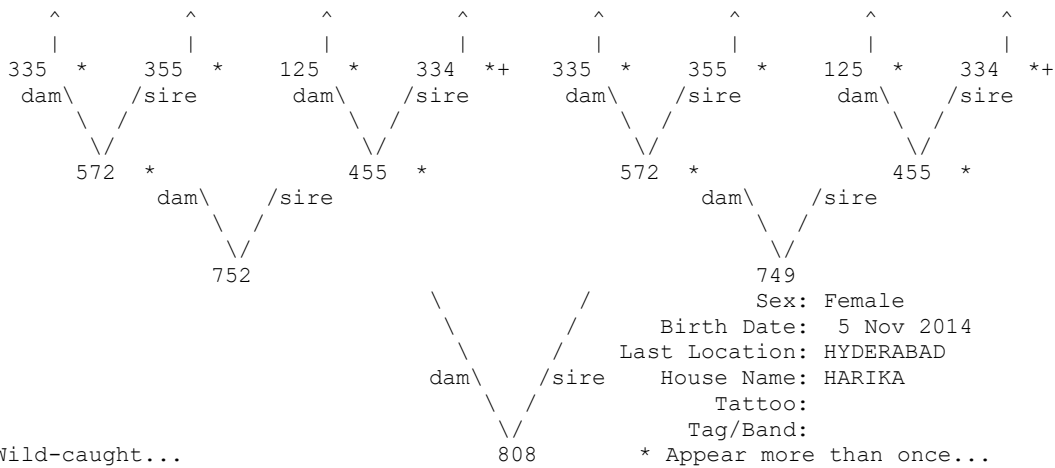 ^ ^ ^ ^ ^ ^ ^ ^
| | | | | | | |
335 * 355 * 125 * 334 *+ 335 * 355 * 125 * 334 *+
dam\ /sire dam\ /sire dam\ /sire dam\ /sire
\ / \ / \ / \ /
\/ \/ \/ \/
572 * 455 * 572 * 455 *
dam\ /sire dam\ /sire
\ / \ /
\/ \/
752 749
\ / Sex: Female
\ / Birth Date: 5 Nov 2014
\ / Last Location: HYDERABAD
dam\ /sire House Name: HARIKA
\ / Tattoo:
\/ Tag/Band:
Wild-caught... 808 * Appear more than once...